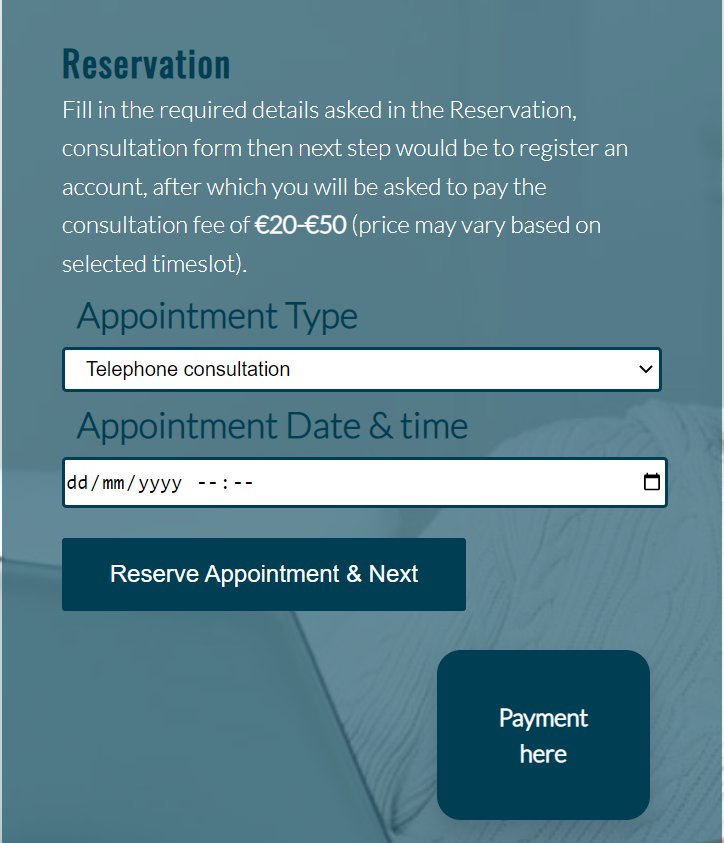 Reservation
Fill in the required details asked in the Reservation,
consultation form then next step would be to register an
account, after which you will be asked to pay the
consultation fee of €20-€50 (price may vary based on
selected timeslot).
Appointment Type
Telephone consultation
Appointment Date & time
dd/mm/yyyy --:--
Reserve Appointment & Next
Payment
here